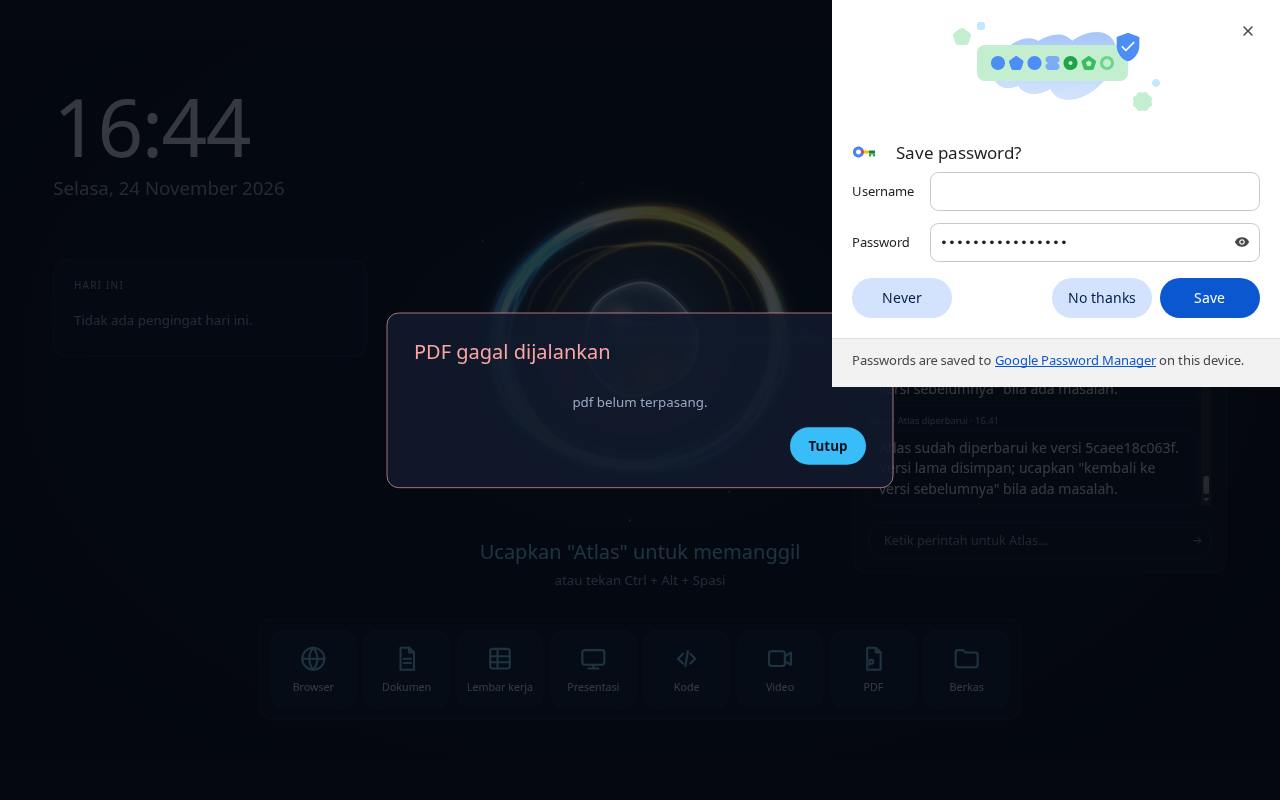 16:44
Selasa, 24 November 2026
HARI INI
Tidak ada pengingat hari ini.
Save password?
Username
Password
••••••••••••••••
Never
No thanks
Save
Passwords are saved to Google Password Manager on this device.
PDF gagal dijalankan
pdf belum terpasang.
Tutup
sebelumnya" bila ada masalah.
Atlas diperbarui · 16.41
Atlas sudah diperbarui ke versi 5caee18c063f.
Versi lama disimpan; ucapkan "kembali ke
versi sebelumnya" bila ada masalah.
Ketik perintah untuk Atlas...
Ucapkan "Atlas" untuk memanggil
atau tekan Ctrl + Alt + Spasi
Browser
Dokumen
Lembar kerja
Presentasi
Kode
Video
PDF
Berkas